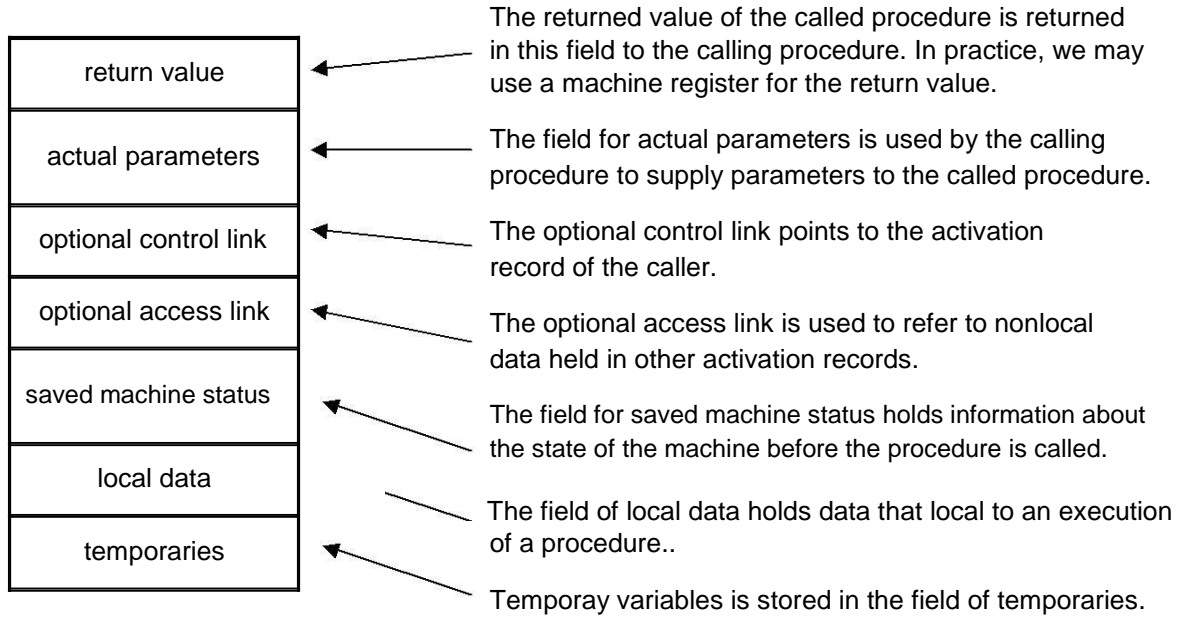 The returned value of the called procedure is returned
in this field to the calling procedure. In practice, we may
use a machine register for the return value.
return value
The field for actual parameters is used by the calling
procedure to supply parameters to the called procedure.
actual parameters
The optional control link points to the activation
record of the caller.
optional control link
optional access link
The optional access link is used to refer to nonlocal
data held in other activation records.
saved machine status
The field for saved machine status holds information about
the state of the machine before the procedure is called.
local data
The field of local data holds data that local to an execution
of a procedure..
temporaries
Temporay variables is stored in the field of temporaries.